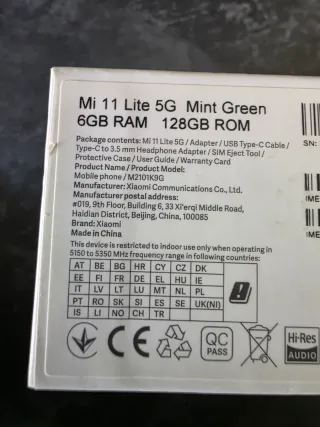 Mi 11 Lite 5G Mint Green
6GB RAM 128GB ROM
Package contents: Mi 11 Lite 5G / Adapter / USB Type-C Cable /
Type-C to 3.5 mm Headphone Adapter / SIM Eject Tool /
Protective Case / User Guide / Warranty Card
Product Name / Product Model:
Mobile phone / M2101K9G
Manufacturer: Xiaomi Communications Co., Ltd.
Manufacturer postal address:
#019, 9th Floor, Building 6, 33 Xi'erqi Middle Road,
Haidian District, Beijing, China, 100085
Brand: Xiaomi
MADE IN CHINA
This device is restricted to indoor use only when operating in
5150 to 5350 MHz frequency range in following countries:
AT BE BG HR CY CZ DK
EE FI FR DE EL HU IE
IT LV LT LU MT NL PL
PT RO SK SI ES SE UK(NI)
IS LI NO CH TR
SN:
IME
IME
CE
QC
PASS
Hi-Res
AUDIO